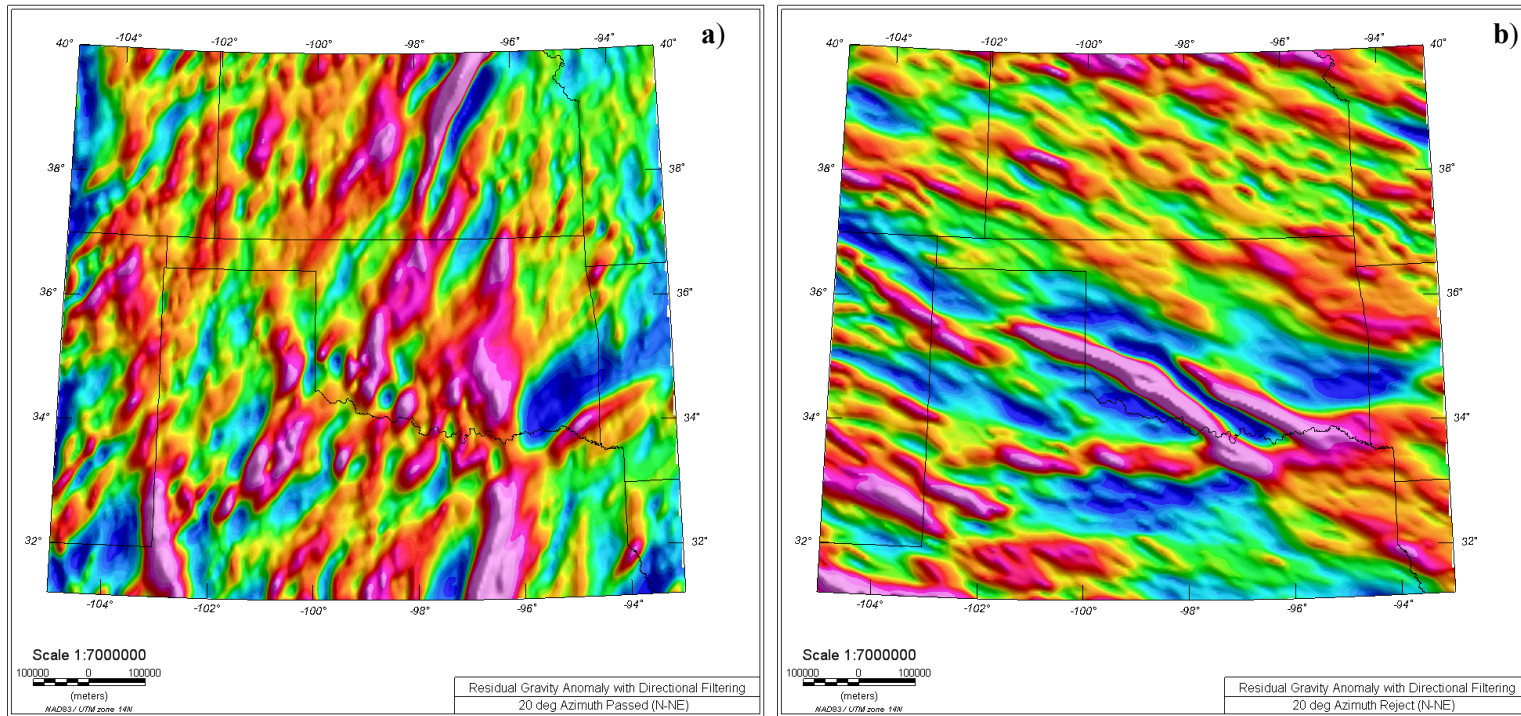 a)
40° -104° -102° -100° -98° -96° -94° 40°
38° 38°
36° 36°
34° 34°
32° 32°
-104° -102° -100° -98° -96° -94°
Scale 1:7000000
100000 0 100000
(meters)
NAD83 / UTM zone 14N
Residual Gravity Anomaly with Directional Filtering
20 deg Azimuth Passed (N-NE)
b)
40° -104° -102° -100° -98° -96° -94° 40°
38° 38°
36° 36°
34° 34°
32° 32°
-104° -102° -100° -98° -96° -94°
Scale 1:7000000
100000 0 100000
(meters)
NAD83 / UTM zone 14N
Residual Gravity Anomaly with Directional Filtering
20 deg Azimuth Reject (N-NE)